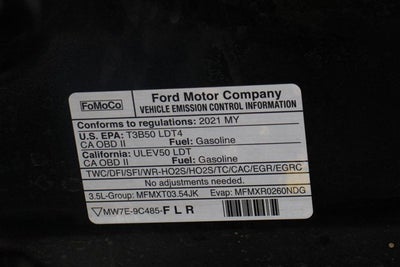 FoMoCo
Ford Motor Company
VEHICLE EMISSION CONTROL INFORMATION
Conforms to regulations: 2021 MY
U.S. EPA: T3B50 LDT4
CA OBD II Fuel: Gasoline
California: ULEV50 LDT
CA OBD II Fuel: Gasoline
TWC/DFI/SFI/WR-HO2S/HO2S/TC/CAC/EGR/EGRC
No adjustments needed.
3.5L-Group: MFMXT03.54JK Evap: MFMXR0260NDG
MW7E-9C485-FLR